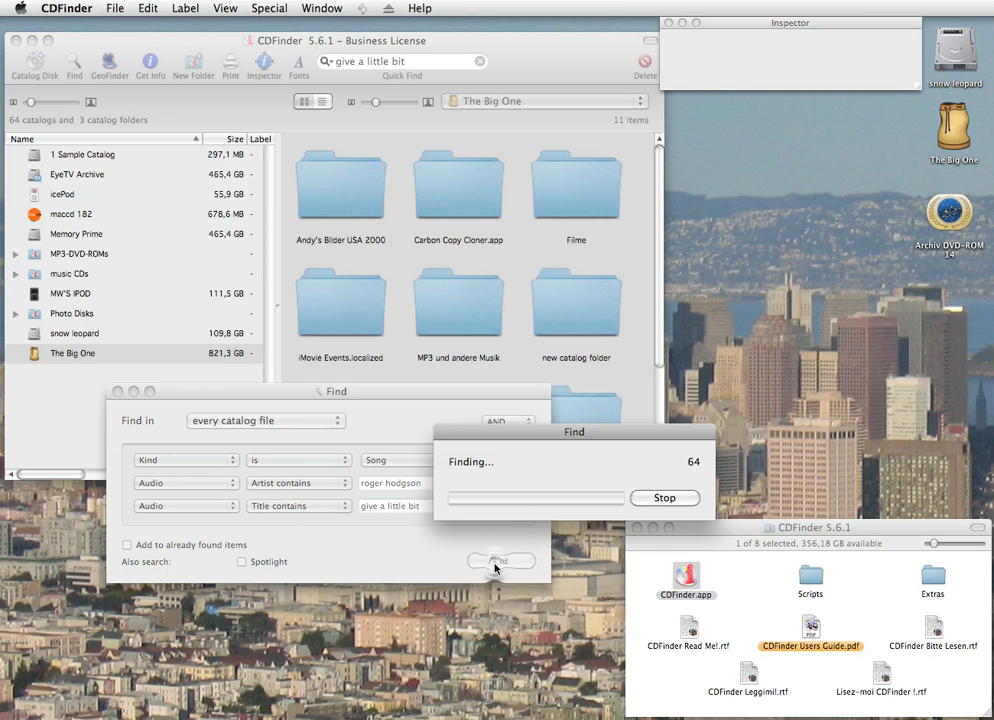 CDFinder File Edit Label View Special Window Help
CDFinder 5.6.1 – Business License
give a little bit
Catalog Disk Find GeoFinder Get Info New Folder Print Inspector Fonts Quick Find Delete
The Big One
64 catalogs and 3 catalog folders
11 items
Name Size Label
1 Sample Catalog 297,1 MB -
EyeTV Archive 465,4 GB -
icePod 55,9 GB -
maccd 182 678,6 MB -
Memory Prime 465,4 GB -
MP3-DVD-ROMs -
music CDs -
MW'S IPOD 111,5 GB -
Photo Disks -
snow leopard 109,8 GB -
The Big One 821,3 GB -
Andy's Bilder USA 2000
Carbon Copy Cloner.app
Filme
iMovie Events.localized
MP3 und andere Musik
new catalog folder
Inspector
snow leopard
The Big One
Archiv DVD-ROM
14
Find
Find in every catalog file AND
Kind is Song
Audio Artist contains roger hodgson
Audio Title contains give a little bit
Add to already found items
Also search: Spotlight
Find
Finding... 64
Stop
CDFinder 5.6.1
1 of 8 selected, 356,18 GB available
CDFinder.app
Scripts
Extras
PDF
CDFinder Read Me!.rtf
CDFinder Users Guide.pdf
CDFinder Bitte Lesen.rtf
CDFinder Leggimi!.rtf
Lisez-moi CDFinder !.rtf